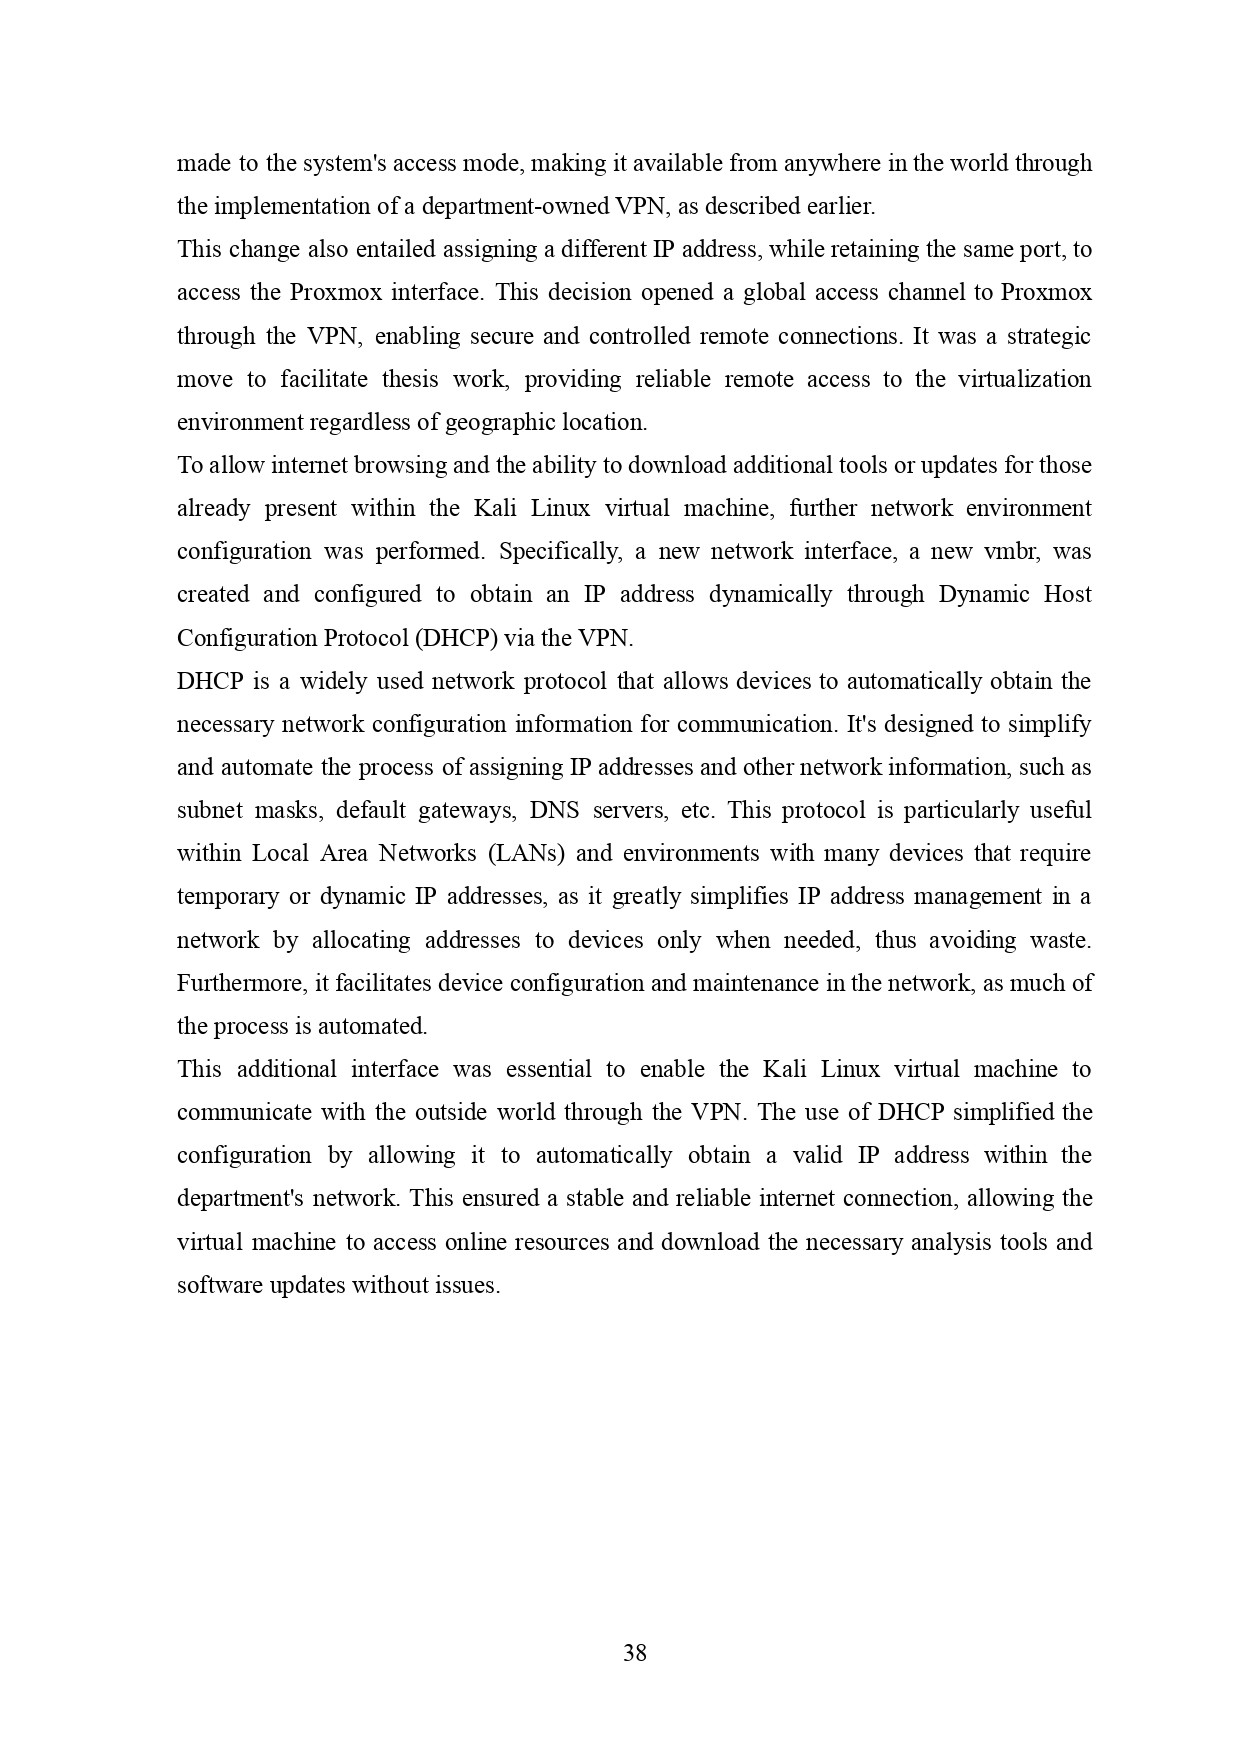 made to the system's access mode, making it available from anywhere in the world through
the implementation of a department-owned VPN, as described earlier.
This change also entailed assigning a different IP address, while retaining the same port, to
access the Proxmox interface. This decision opened a global access channel to Proxmox
through the VPN, enabling secure and controlled remote connections. It was a strategic
move to facilitate thesis work, providing reliable remote access to the virtualization
environment regardless of geographic location.
To allow internet browsing and the ability to download additional tools or updates for those
already present within the Kali Linux virtual machine, further network environment
configuration was performed. Specifically, a new network interface, a new vmbr, was
created and configured to obtain an IP address dynamically through Dynamic Host
Configuration Protocol (DHCP) via the VPN.
DHCP is a widely used network protocol that allows devices to automatically obtain the
necessary network configuration information for communication. It's designed to simplify
and automate the process of assigning IP addresses and other network information, such as
subnet masks, default gateways, DNS servers, etc. This protocol is particularly useful
within Local Area Networks (LANs) and environments with many devices that require
temporary or dynamic IP addresses, as it greatly simplifies IP address management in a
network by allocating addresses to devices only when needed, thus avoiding waste.
Furthermore, it facilitates device configuration and maintenance in the network, as much of
the process is automated.
This additional interface was essential to enable the Kali Linux virtual machine to
communicate with the outside world through the VPN. The use of DHCP simplified the
configuration by allowing it to automatically obtain a valid IP address within the
department's network. This ensured a stable and reliable internet connection, allowing the
virtual machine to access online resources and download the necessary analysis tools and
software updates without issues.
38